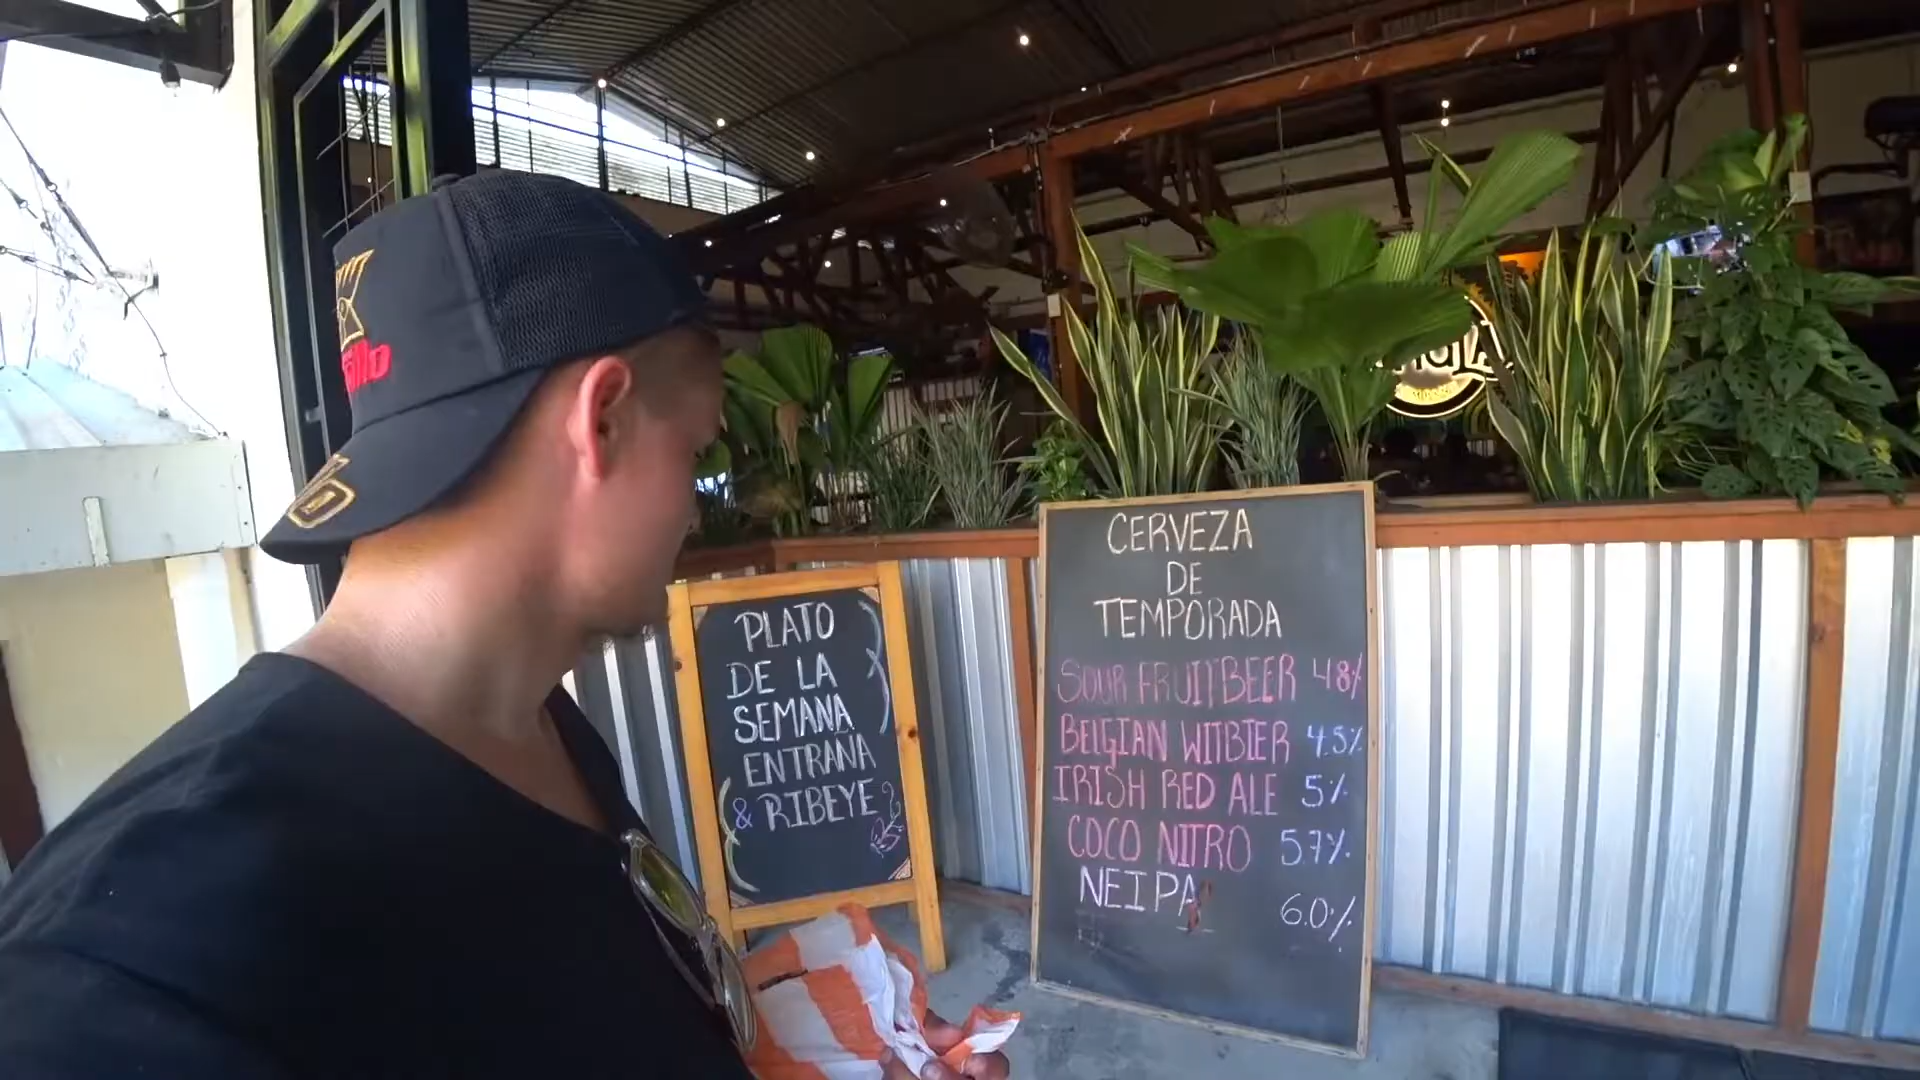 PLATO
DE LA
SEMANA
ENTRAÑA
& RIBEYE
CERVEZA
DE
TEMPORADA
SOUR FRUITBEER 4.8%
BELGIAN WITBIER 4.5%
IRISH RED ALE 5%
COCO NITRO 5.7%
NEIPA 6.0%